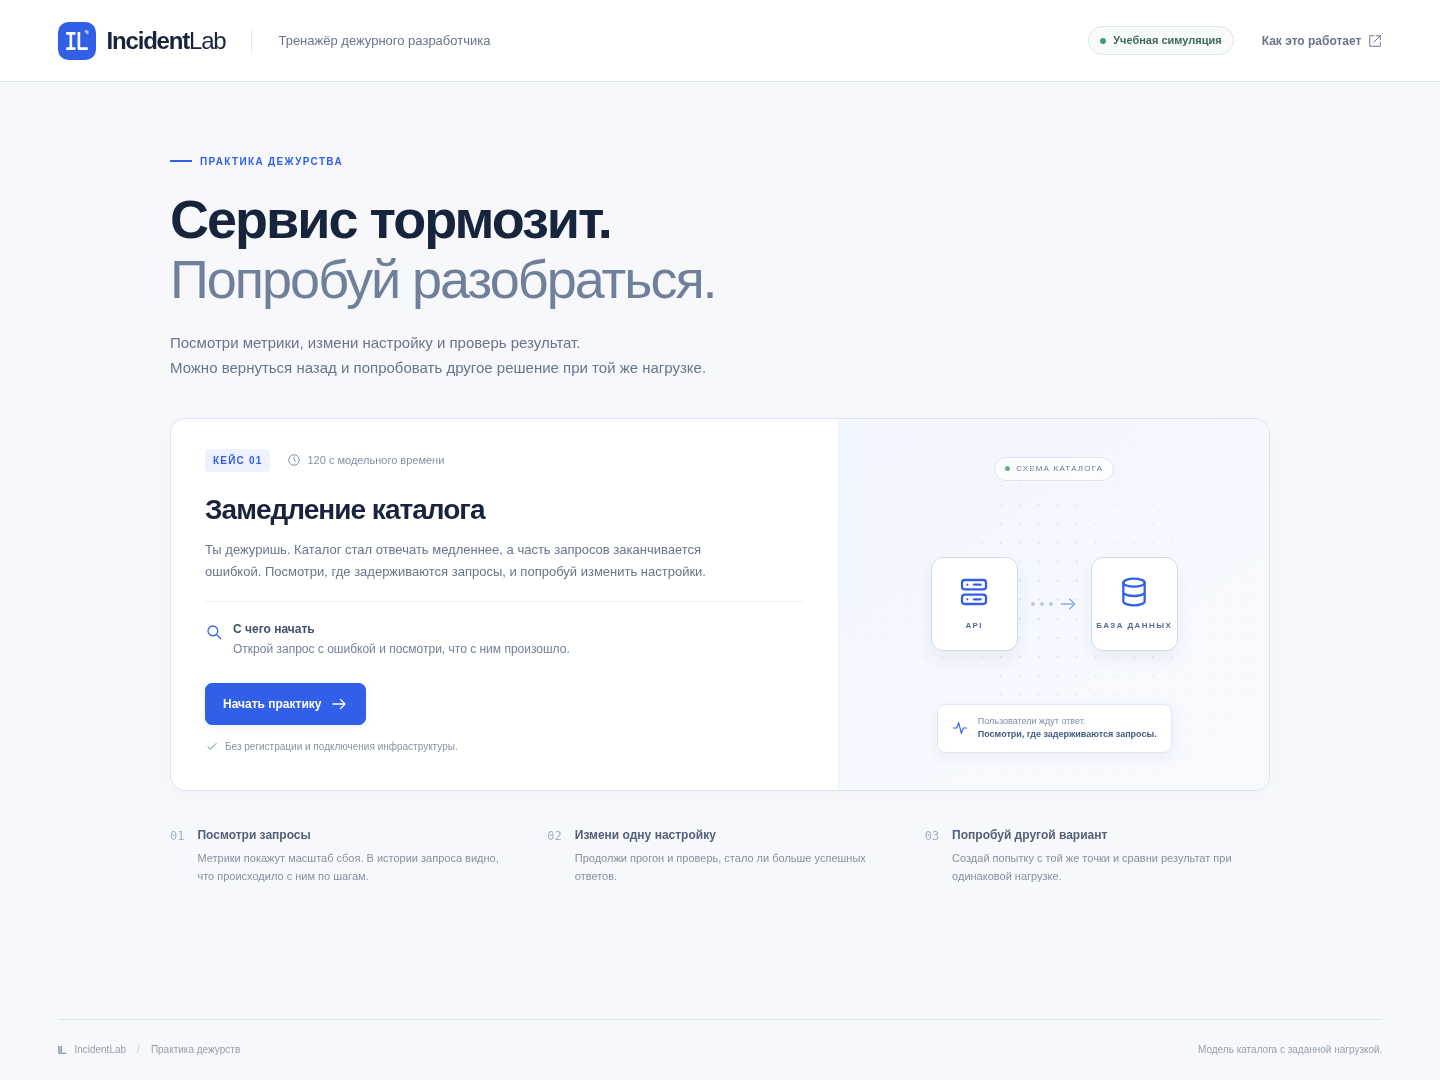 IncidentLab
Тренажёр дежурного разработчика
Учебная симуляция
Как это работает
ПРАКТИКА ДЕЖУРСТВА
Сервис тормозит.
Попробуй разобраться.
Посмотри метрики, измени настройку и проверь результат.
Можно вернуться назад и попробовать другое решение при той же нагрузке.
КЕЙС 01
120 с модельного времени
Замедление каталога
Ты дежуришь. Каталог стал отвечать медленнее, а часть запросов заканчивается
ошибкой. Посмотри, где задерживаются запросы, и попробуй изменить настройки.
С чего начать
Открой запрос с ошибкой и посмотри, что с ним произошло.
Начать практику
Без регистрации и подключения инфраструктуры.
СХЕМА КАТАЛОГА
API
БАЗА ДАННЫХ
Пользователи ждут ответ.
Посмотри, где задерживаются запросы.
01 Посмотри запросы
Метрики покажут масштаб сбоя. В истории запроса видно,
что происходило с ним по шагам.
02 Измени одну настройку
Продолжи прогон и проверь, стало ли больше успешных
ответов.
03 Попробуй другой вариант
Создай попытку с той же точки и сравни результат при
одинаковой нагрузке.
IL IncidentLab / Практика дежурств
Модель каталога с заданной нагрузкой.